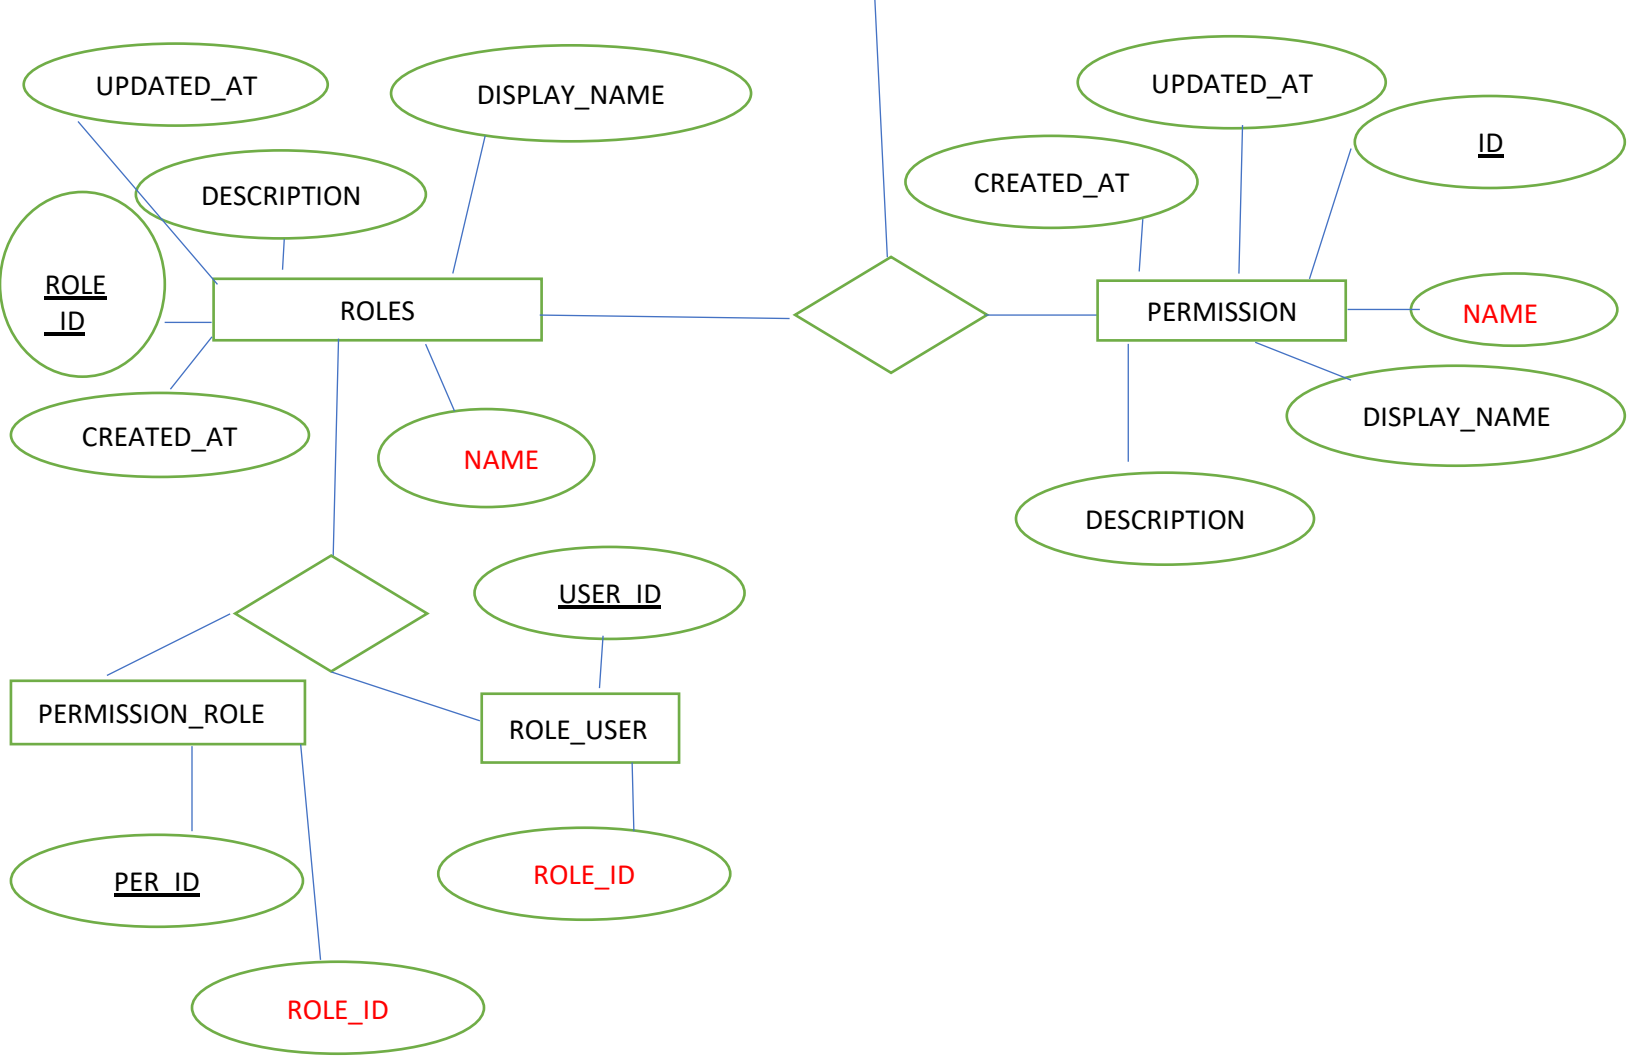 UPDATED_AT
DISPLAY_NAME
UPDATED_AT
ID
CREATED_AT
DESCRIPTION
ROLE
_ID
ROLES
PERMISSION
NAME
DISPLAY_NAME
CREATED_AT
NAME
DESCRIPTION
USER_ID
PERMISSION_ROLE
ROLE_USER
PER_ID
ROLE_ID
ROLE_ID